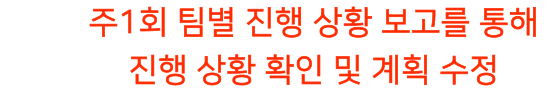 주1회 팀별 진행 상황 보고를 통해
진행 상황 확인 및 계획 수정